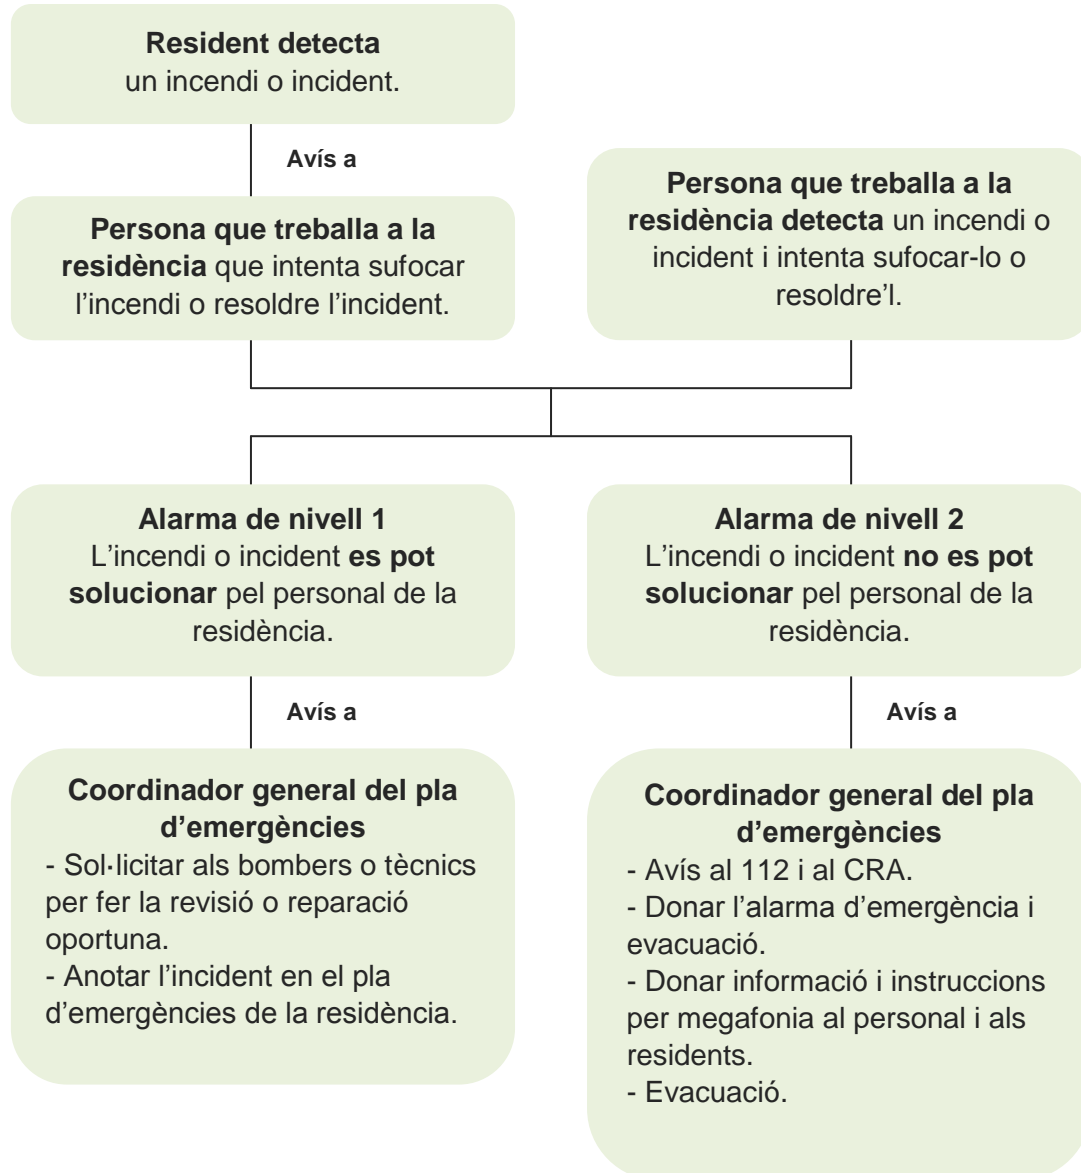 Resident detecta
un incendi o incident.
Avís a
Persona que treballa a la
residència que intenta sufocar
l’incendi o resoldre l’incident.
Persona que treballa a la
residència detecta un incendi o
incident i intenta sufocar-lo o
resoldre’l.
Alarma de nivell 1
L’incendi o incident es pot
solucionar pel personal de la
residència.
Alarma de nivell 2
L’incendi o incident no es pot
solucionar pel personal de la
residència.
Avís a
Avís a
Coordinador general del pla
d’emergències
- Sol·licitar als bombers o tècnics
per fer la revisió o reparació
oportuna.
- Anotar l’incident en el pla
d’emergències de la residència.
Coordinador general del pla
d’emergències
- Avís al 112 i al CRA.
- Donar l’alarma d’emergència i
evacuació.
- Donar informació i instruccions
per megafonia al personal i als
residents.
- Evacuació.